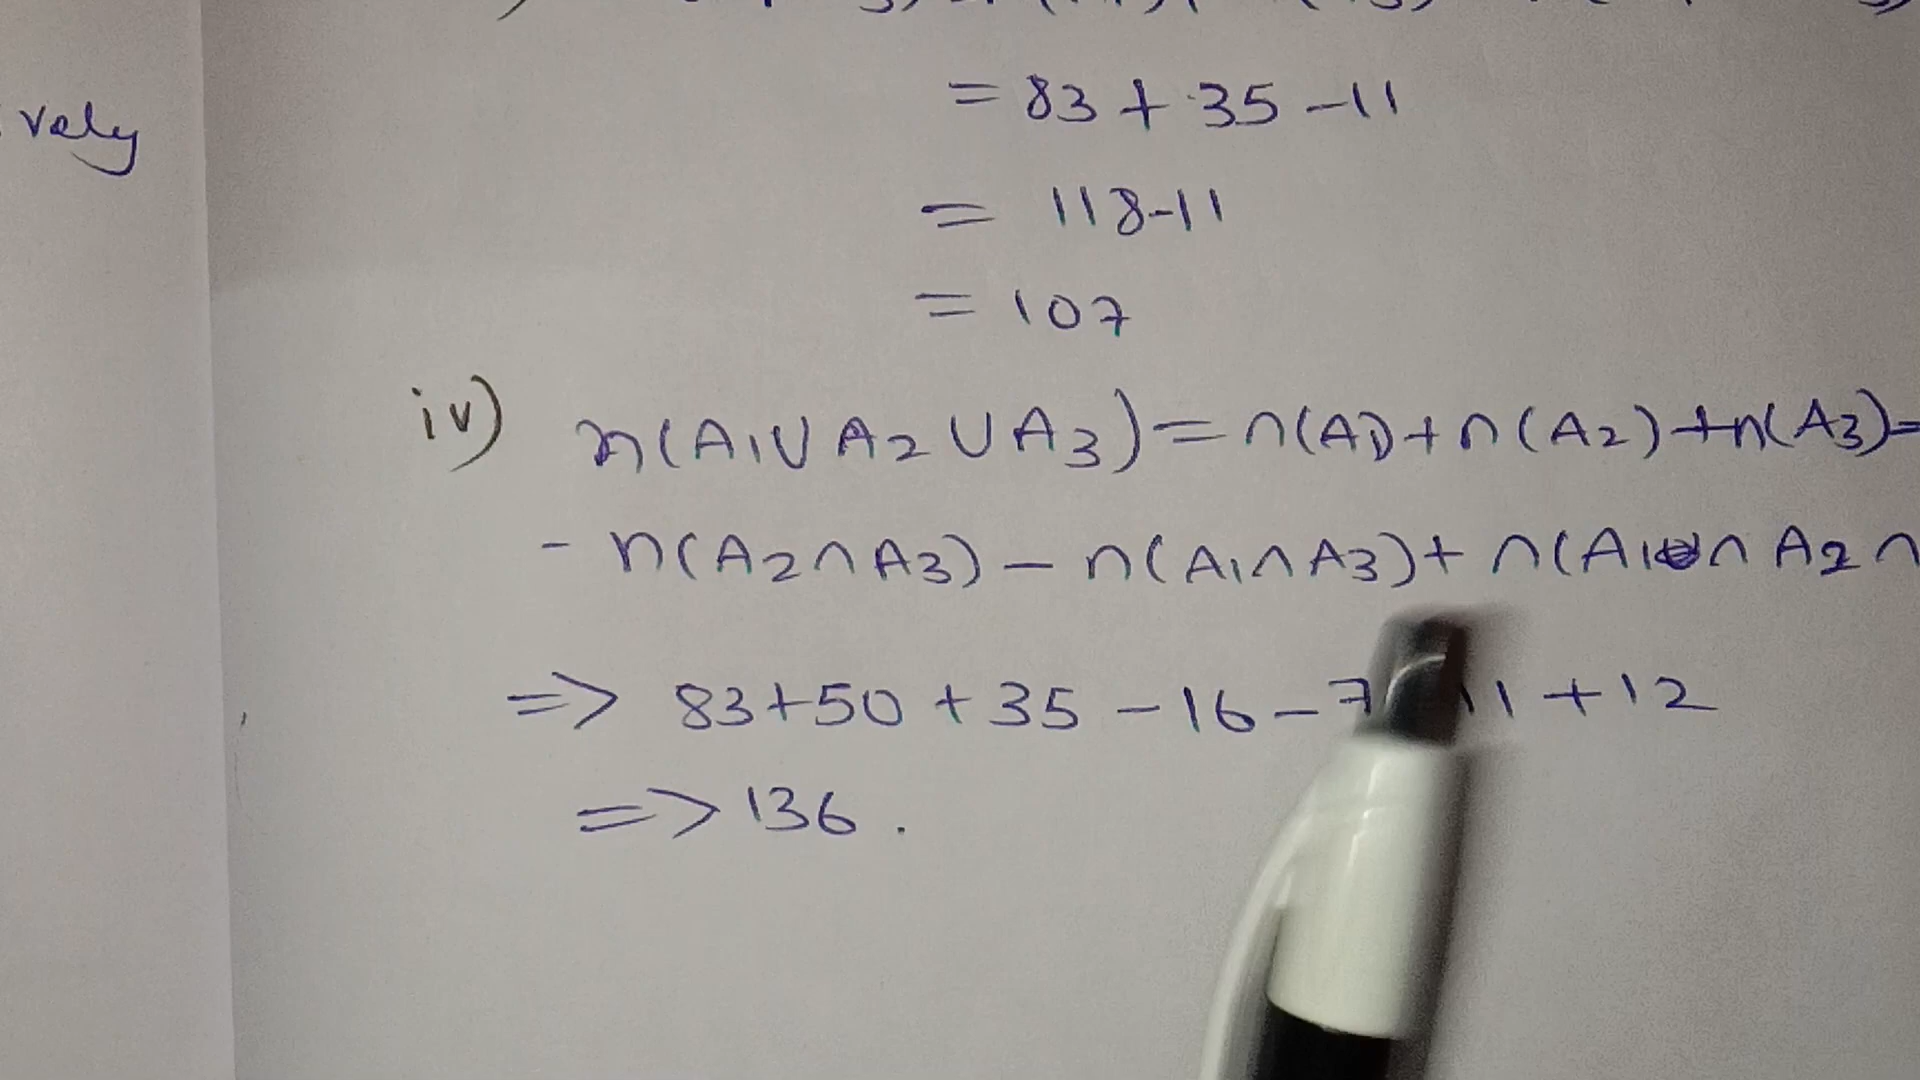 vely
= 83 + 35 - 11
= 118-11
= 107
iv) n(A1∪A2∪A3)=n(A1)+n(A2)+n(A3)-
- n(A2∩A3) - n(A1∩A3)+ n(A1∩A2∩
=> 83+50+35-16-7 11+12
=> 136.